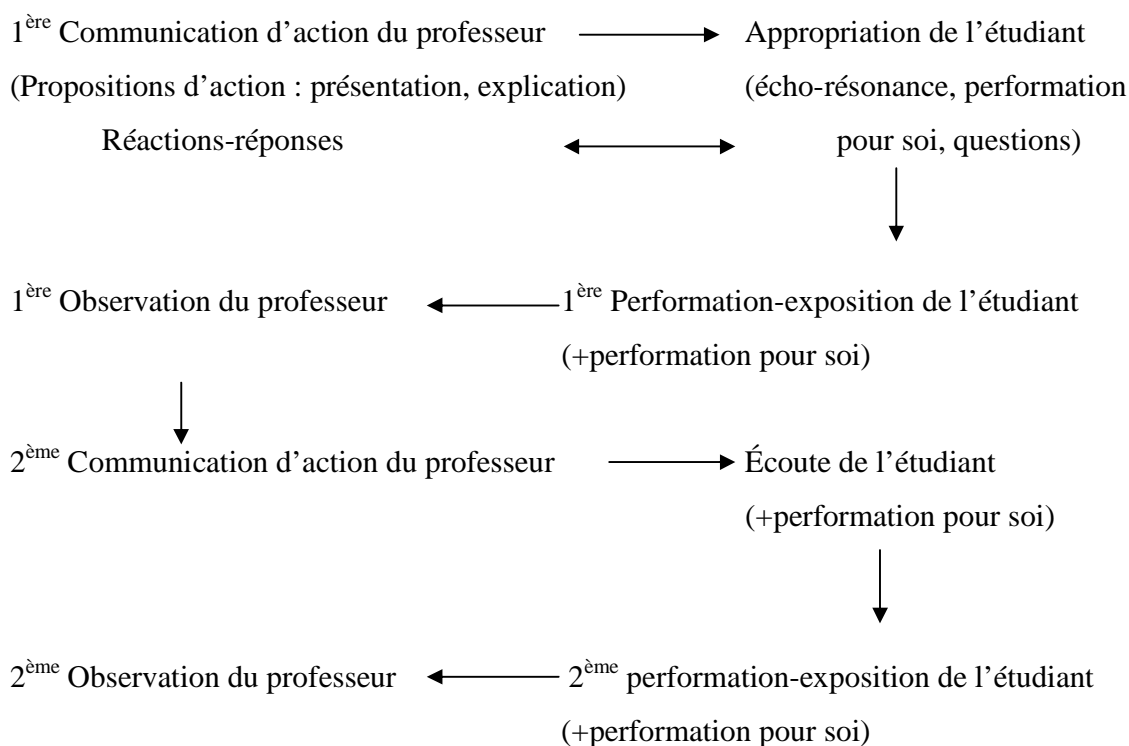 1ère Communication d’action du professeur Appropriation de l’étudiant
(Propositions d’action : présentation, explication) (écho-résonance, performation
Réactions-réponses pour soi, questions)
1ère Observation du professeur 1ère Performation-exposition de l’étudiant
(+performation pour soi)
2ème Communication d’action du professeur Écoute de l’étudiant
(+performation pour soi)
2ème Observation du professeur 2ème performation-exposition de l’étudiant
(+performation pour soi)